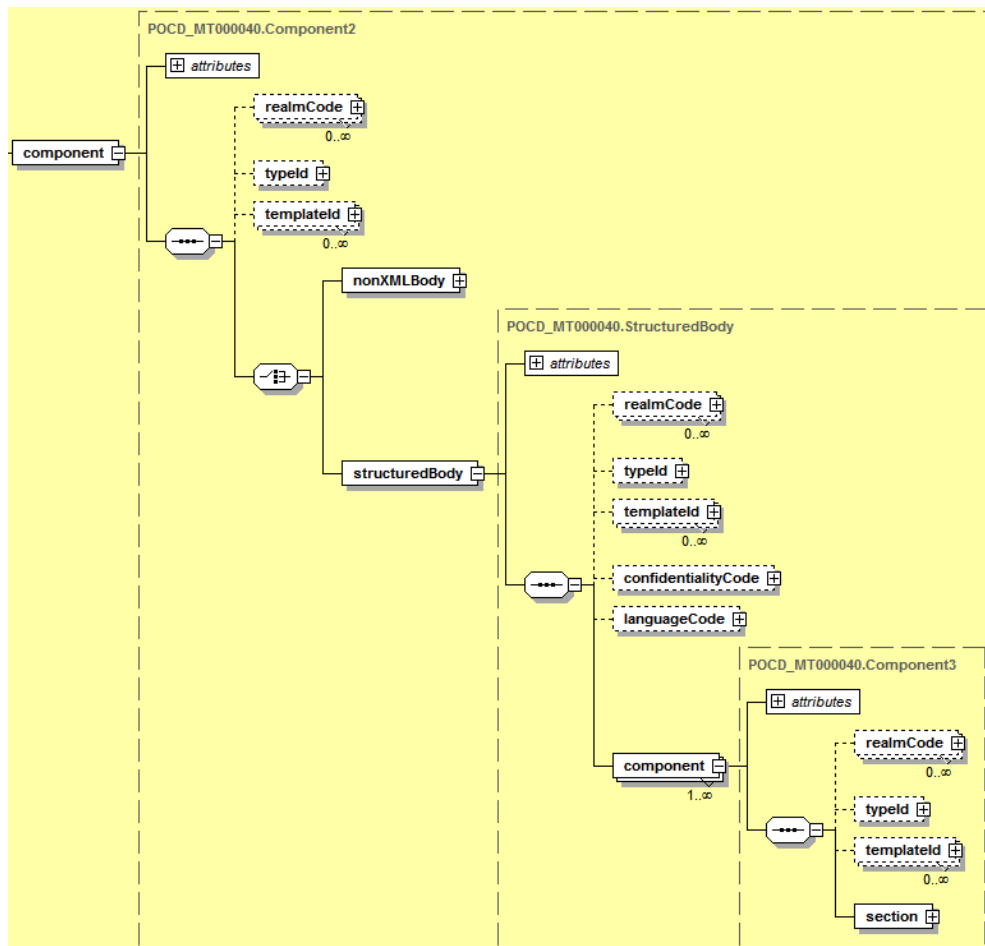 POCD_MT000040.Component2
attributes
realmCode
0..∞
component
typeId
templateId
0..∞
nonXMLBody
POCD_MT000040.StructuredBody
attributes
realmCode
0..∞
structuredBody
typeId
templateId
0..∞
confidentialityCode
languageCode
POCD_MT000040.Component3
attributes
realmCode
0..∞
component
1..∞
typeId
templateId
0..∞
section